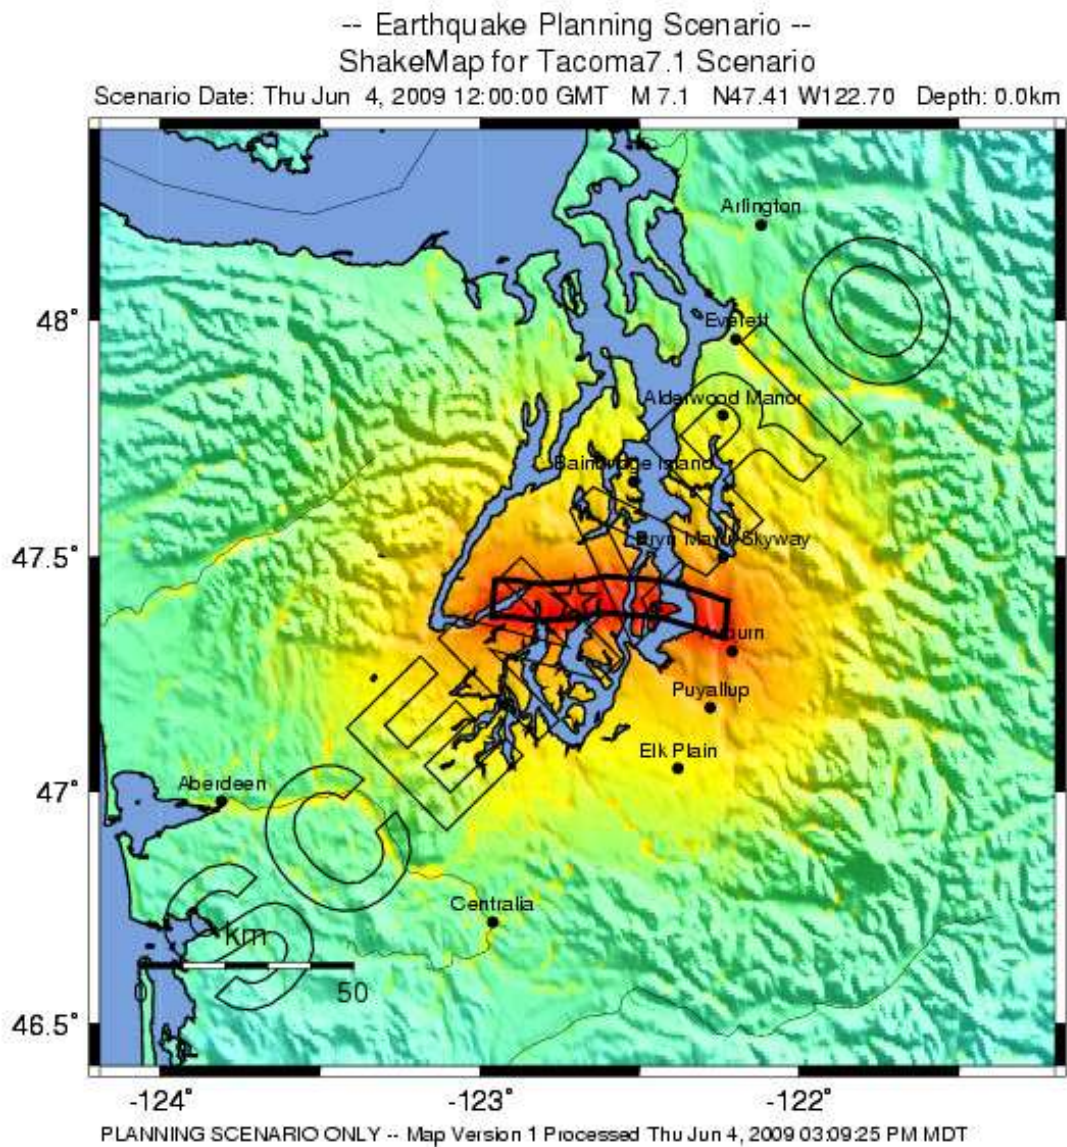 -- Earthquake Planning Scenario --
ShakeMap for Tacoma7.1 Scenario
Scenario Date: Thu Jun 4, 2009 12:00:00 GMT M 7.1 N47.41 W122.70 Depth: 0.0km
Arlington
48°
Everett
Alderwood Manor
Bainbridge Island
47.5°
Bryn Mawr-Skyway
Auburn
Puyallup
Elk Plain
47°
Aberdeen
Centralia
km
0 50
46.5°
-124° -123° -122°
SCENARIO
PLANNING SCENARIO ONLY -- Map Version 1 Processed Thu Jun 4, 2009 03:09:25 PM MDT